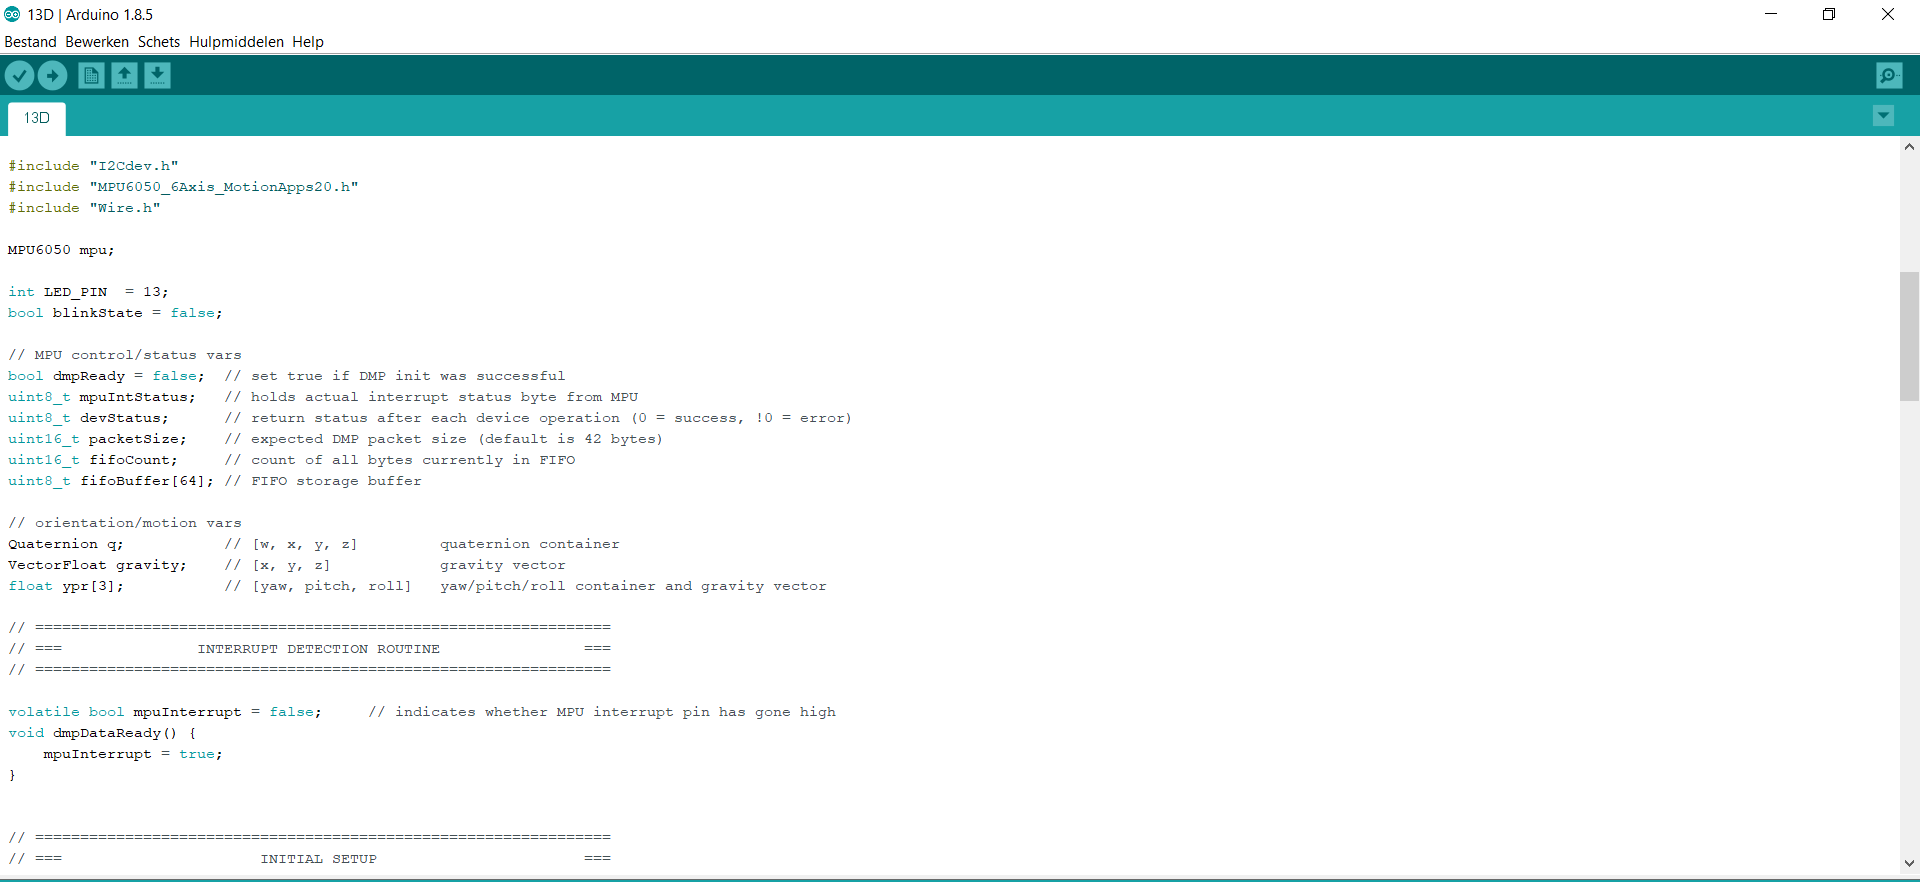 13D | Arduino 1.8.5
Bestand Bewerken Schets Hulpmiddelen Help
13D
#include "I2Cdev.h"
#include "MPU6050_6Axis_MotionApps20.h"
#include "Wire.h"
MPU6050 mpu;
int LED_PIN  = 13;
bool blinkState = false;
// MPU control/status vars
bool dmpReady = false;  // set true if DMP init was successful
uint8_t mpuIntStatus;   // holds actual interrupt status byte from MPU
uint8_t devStatus;      // return status after each device operation (0 = success, !0 = error)
uint16_t packetSize;    // expected DMP packet size (default is 42 bytes)
uint16_t fifoCount;     // count of all bytes currently in FIFO
uint8_t fifoBuffer[64]; // FIFO storage buffer
// orientation/motion vars
Quaternion q;           // [w, x, y, z]         quaternion container
VectorFloat gravity;    // [x, y, z]            gravity vector
float ypr[3];           // [yaw, pitch, roll]   yaw/pitch/roll container and gravity vector
// ================================================================
// ===               INTERRUPT DETECTION ROUTINE                ===
// ================================================================
volatile bool mpuInterrupt = false;     // indicates whether MPU interrupt pin has gone high
void dmpDataReady() {
    mpuInterrupt = true;
}
// ================================================================
// ===                      INITIAL SETUP                       ===